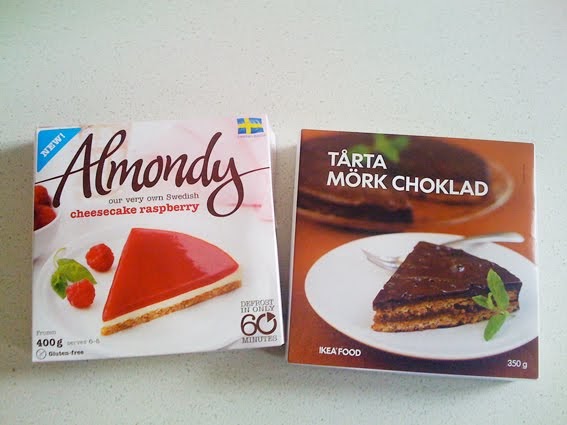 NEW!
Almondy
our very own Swedish
cheesecake raspberry
DEFROST
IN ONLY
60
MINUTES
Frozen
400g serves 6-8
Gluten-free
TÅRTA
MÖRK CHOKLAD
IKEA FOOD
350 g